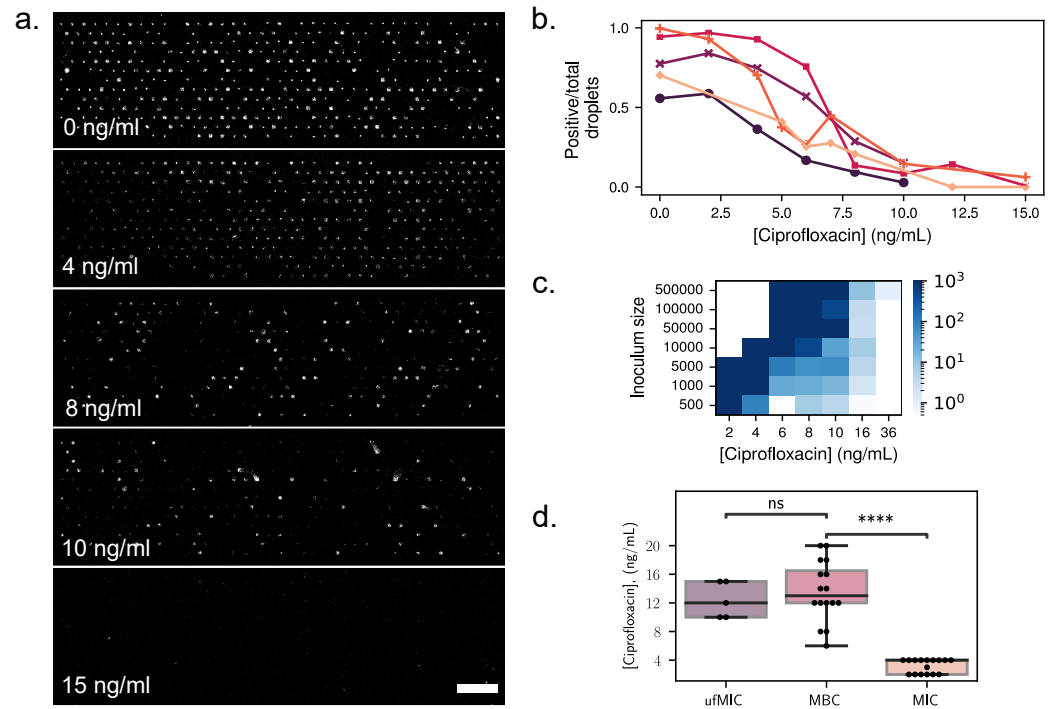 a.
0 ng/ml
4 ng/ml
8 ng/ml
10 ng/ml
15 ng/ml
b.
Positive/total
droplets
1.0
0.5
0.0
0.0 2.5 5.0 7.5 10.0 12.5 15.0
[Ciprofloxacin] (ng/mL)
c.
Inoculum size
500000
100000
50000
10000
5000
1000
500
2 4 6 8 10 16 36
[Ciprofloxacin] (ng/mL)
10³
10²
10¹
10⁰
d.
ns
****
[Ciprofloxacin], (ng/mL)
20
16
12
8
4
ufMIC MBC MIC